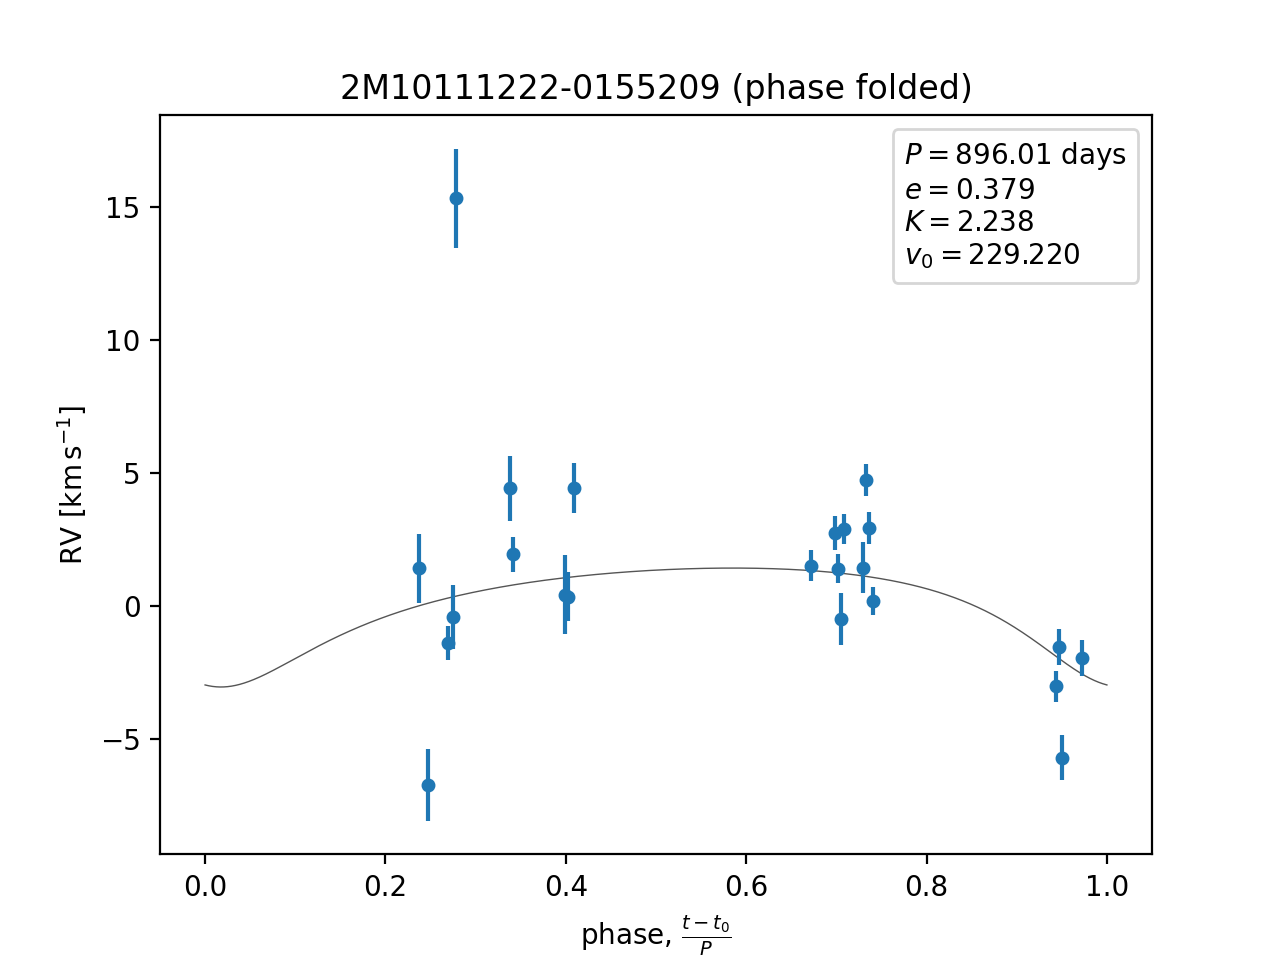 2M10111222-0155209 (phase folded)
P = 896.01 days
e = 0.379
K = 2.238
v₀ = 229.220
15
10
5
0
−5
RV [km s⁻¹]
0.0 0.2 0.4 0.6 0.8 1.0
phase, (t − t₀)/P